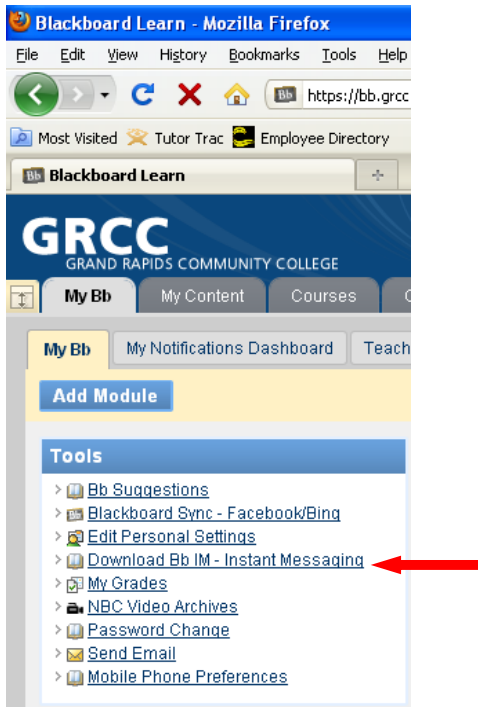 Blackboard Learn - Mozilla Firefox
File Edit View History Bookmarks Tools Help
Bb https://bb.grcc
Most Visited Tutor Trac Employee Directory
Bb Blackboard Learn
GRCC
GRAND RAPIDS COMMUNITY COLLEGE
My Bb My Content Courses
My Bb My Notifications Dashboard Teach
Add Module
Tools
Bb Suggestions
Blackboard Sync - Facebook/Bing
Edit Personal Settings
Download Bb IM - Instant Messaging
My Grades
NBC Video Archives
Password Change
Send Email
Mobile Phone Preferences